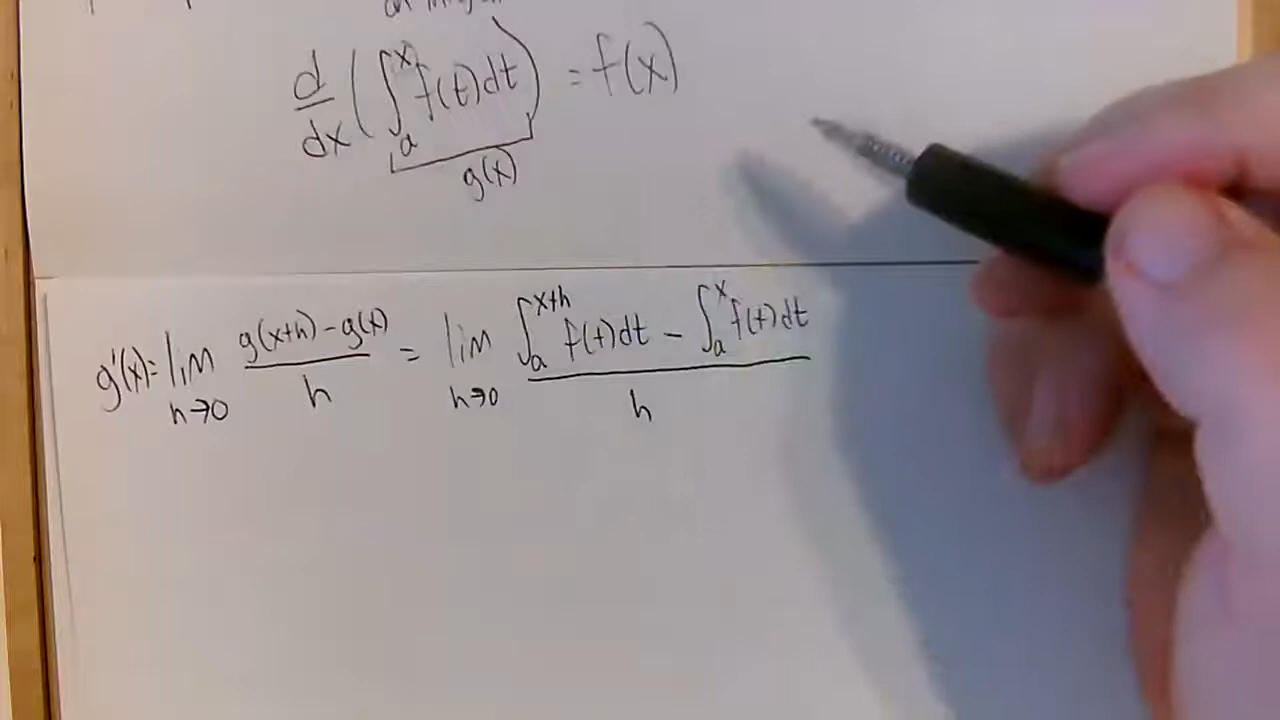 d/dx (∫_a^x f(t)dt) = f(x)
g(x)
g'(x) = lim_{h→0} (g(x+h) - g(x))/h = lim_{h→0} (∫_a^{x+h} f(t)dt - ∫_a^x f(t)dt)/h